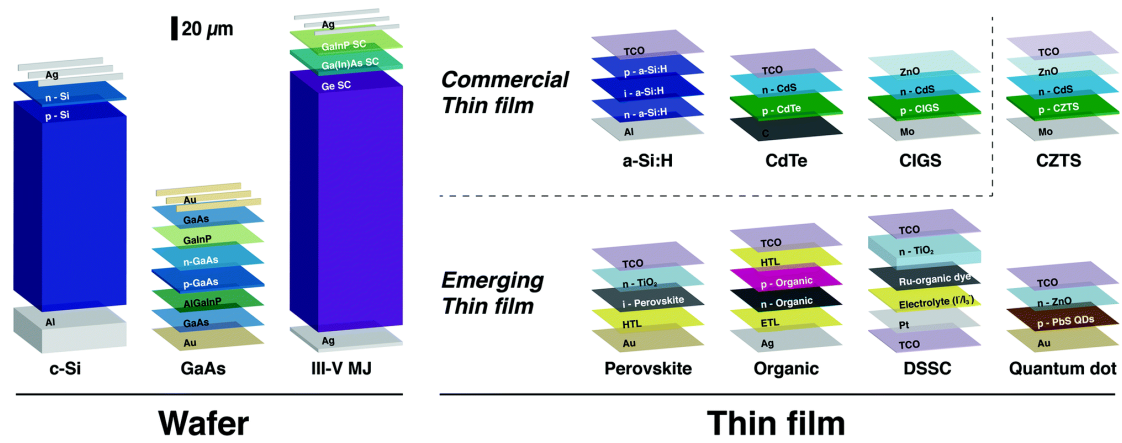 20 µm
Ag
n - Si
p - Si
Al
c-Si
Au
GaAs
GaInP
n-GaAs
p-GaAs
AlGaInP
GaAs
Au
GaAs
Ag
GaInP SC
Ga(In)As SC
Ge SC
Ag
III-V MJ
Wafer
Commercial
Thin film
TCO
p - a-Si:H
i - a-Si:H
n - a-Si:H
Al
a-Si:H
TCO
n - CdS
p - CdTe
C
CdTe
ZnO
n - CdS
p - CIGS
Mo
CIGS
TCO
ZnO
n - CdS
p - CZTS
Mo
CZTS
Emerging
Thin film
TCO
n - TiO₂
i - Perovskite
HTL
Au
Perovskite
TCO
HTL
p - Organic
n - Organic
ETL
Ag
Organic
TCO
n - TiO₂
Ru-organic dye
Electrolyte (I⁻/I₃⁻)
Pt
TCO
DSSC
TCO
n - ZnO
p - PbS QDs
Au
Quantum dot
Thin film